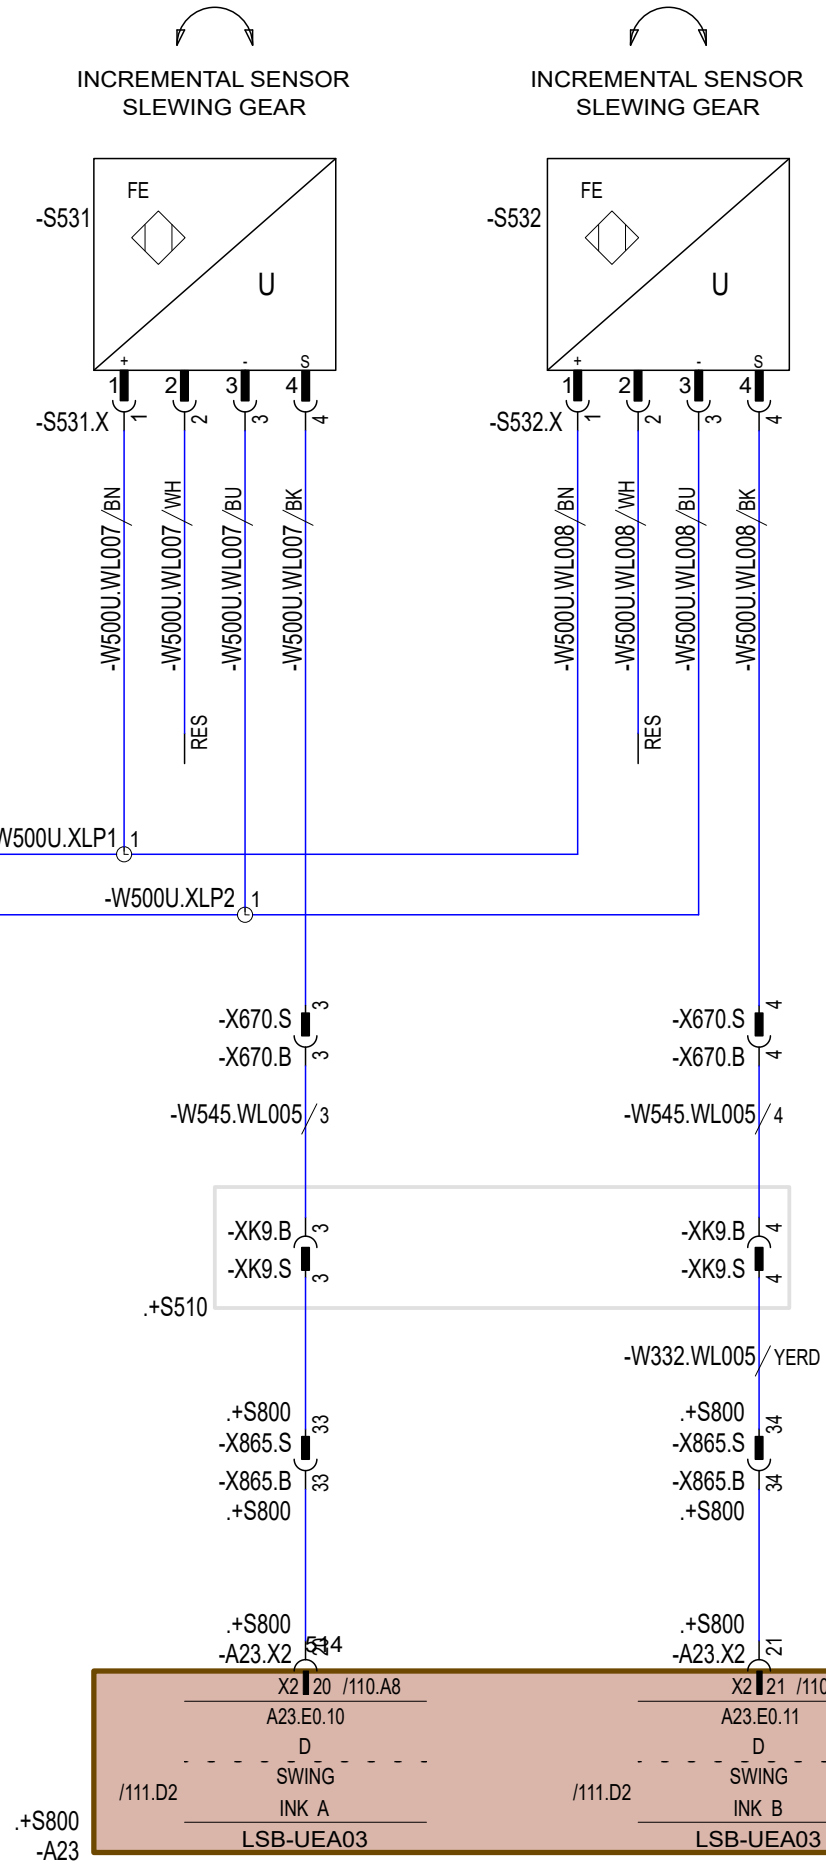 INCREMENTAL SENSOR
SLEWING GEAR
INCREMENTAL SENSOR
SLEWING GEAR
FE
-S531
U
FE
-S532
U
+ - S
1 2 3 4
-S531.X 1 2 3 4
+ - S
1 2 3 4
-S532.X 1 2 3 4
-W500U.WL007 BN
-W500U.WL007 WH
-W500U.WL007 BU
-W500U.WL007 BK
-W500U.WL008 BN
-W500U.WL008 WH
-W500U.WL008 BU
-W500U.WL008 BK
RES
RES
W500U.XLP1 1
-W500U.XLP2 1
-X670.S 3
-X670.B 3
-X670.S 4
-X670.B 4
-W545.WL005 3
-W545.WL005 4
-XK9.B 3
-XK9.S 3
-XK9.B 4
-XK9.S 4
.+S510
-W332.WL005 YERD
.+S800 33
-X865.S
-X865.B 33
.+S800
.+S800 34
-X865.S
-X865.B 34
.+S800
.+S800
-A23.X2 20
.+S800
-A23.X2 21
X2 20 /110.A8
A23.E0.10
D
SWING
/111.D2
INK A
LSB-UEA03
X2 21 /110
A23.E0.11
D
SWING
/111.D2
INK B
LSB-UEA03
.+S800
-A23